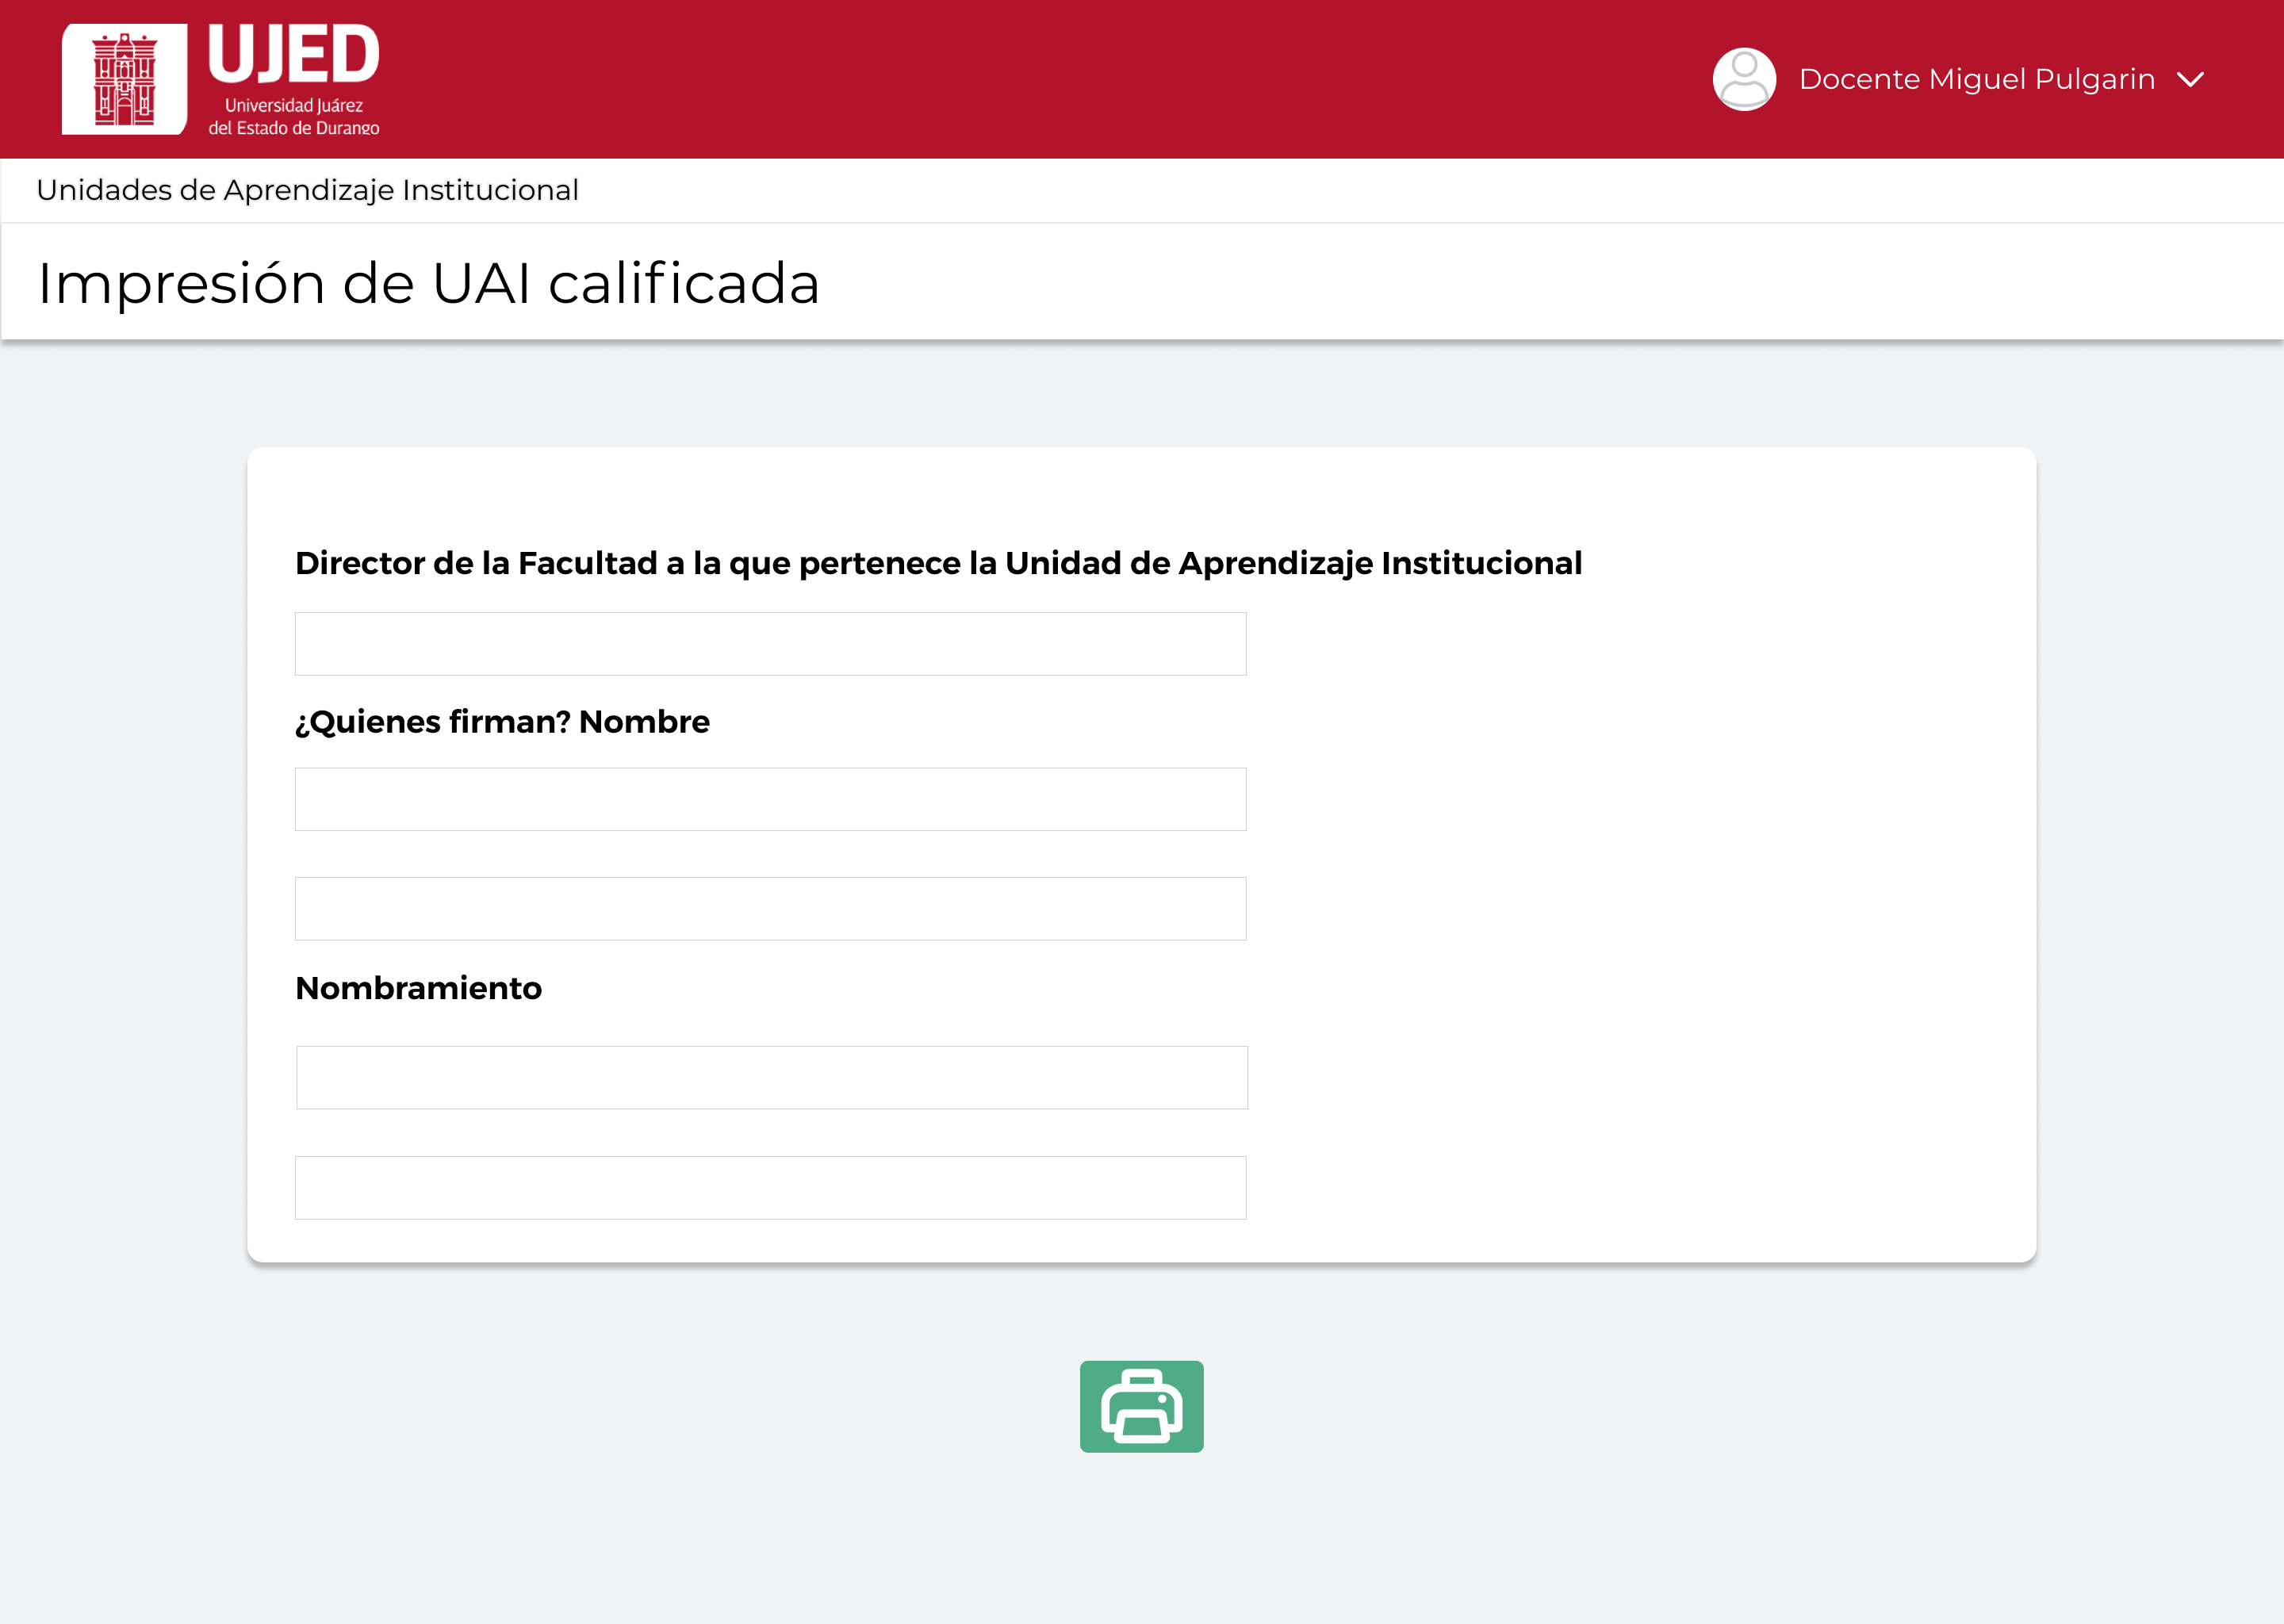 UJED
Universidad Juárez
del Estado de Durango
Docente Miguel Pulgarin
Unidades de Aprendizaje Institucional
Impresión de UAI calificada
Director de la Facultad a la que pertenece la Unidad de Aprendizaje Institucional
¿Quienes firman? Nombre
Nombramiento